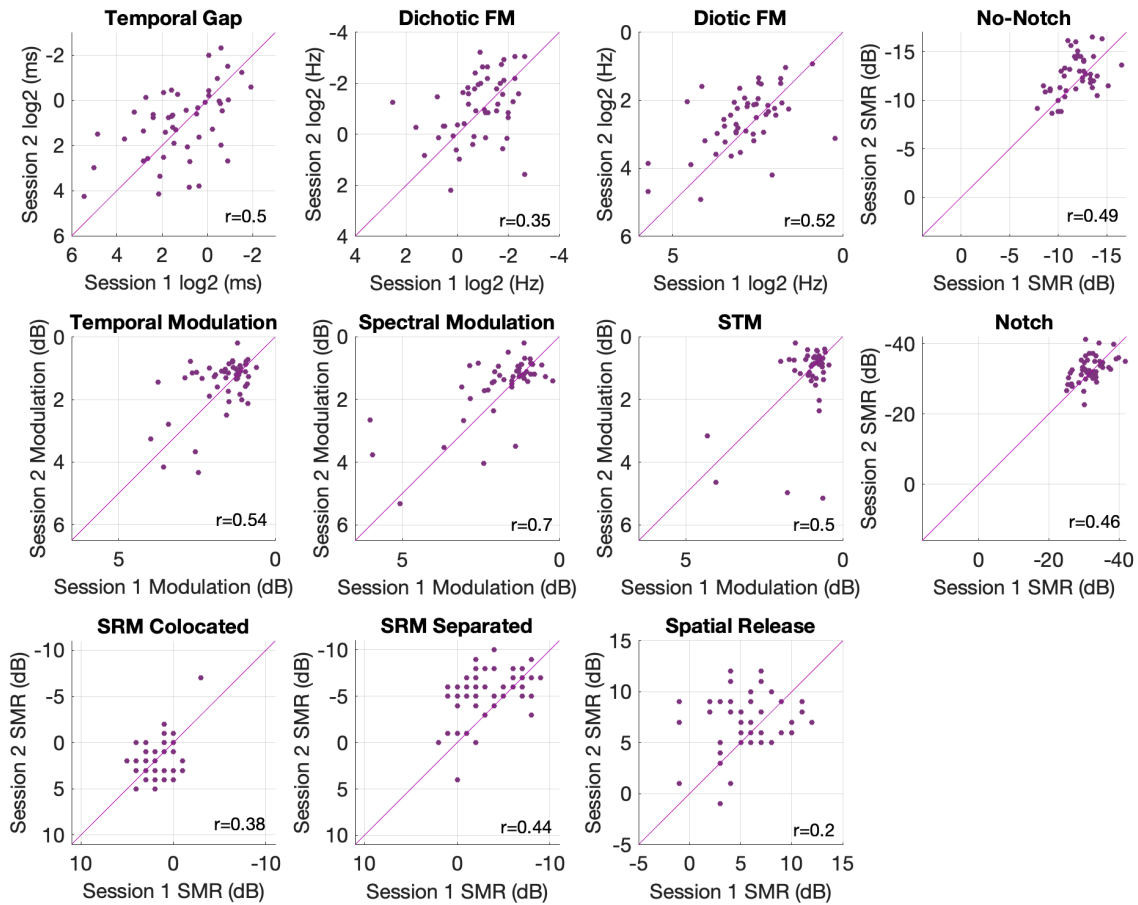 Temporal Gap
Session 2 log2 (ms)
-2
0
2
4
6
6 4 2 0 -2
r=0.5
Session 1 log2 (ms)
Dichotic FM
Session 2 log2 (Hz)
-4
-2
0
2
4
4 2 0 -2 -4
r=0.35
Session 1 log2 (Hz)
Diotic FM
Session 2 log2 (Hz)
0
2
4
6
5 0
r=0.52
Session 1 log2 (Hz)
No-Notch
Session 2 SMR (dB)
-15
-10
-5
0
0 -5 -10 -15
r=0.49
Session 1 SMR (dB)
Temporal Modulation
Session 2 Modulation (dB)
0
2
4
6
5 0
r=0.54
Session 1 Modulation (dB)
Spectral Modulation
Session 2 Modulation (dB)
0
2
4
6
5 0
r=0.7
Session 1 Modulation (dB)
STM
Session 2 Modulation (dB)
0
2
4
6
5 0
r=0.5
Session 1 Modulation (dB)
Notch
Session 2 SMR (dB)
-40
-20
0
0 -20 -40
r=0.46
Session 1 SMR (dB)
SRM Colocated
Session 2 SMR (dB)
-10
-5
0
5
10
10 0 -10
r=0.38
Session 1 SMR (dB)
SRM Separated
Session 2 SMR (dB)
-10
-5
0
5
10
10 0 -10
r=0.44
Session 1 SMR (dB)
Spatial Release
Session 2 SMR (dB)
15
10
5
0
-5
-5 0 5 10 15
r=0.2
Session 1 SMR (dB)